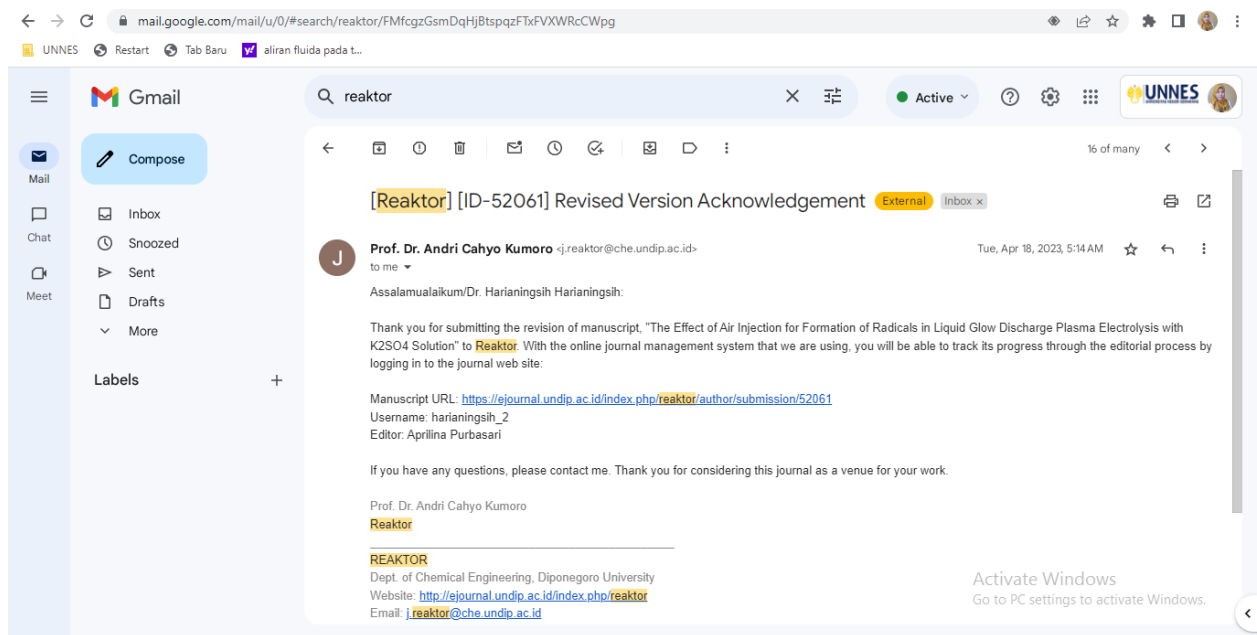 mail.google.com/mail/u/0/#search/reaktor/FMfcgzGsmDqHjBtspqzFTxFVXWRcCWpg
UNNES Restart Tab Baru aliran fluida pada t...
Gmail
reaktor
Active
UNNES
Compose
16 of many
Mail
Inbox
Chat
Snoozed
Sent
Meet
Drafts
More
Labels
[Reaktor] [ID-52061] Revised Version Acknowledgement External Inbox x
J
Prof. Dr. Andri Cahyo Kumoro <j.reaktor@che.undip.ac.id> Tue, Apr 18, 2023, 5:14 AM
to me
Assalamualaikum/Dr. Harianingsih Harianingsih:
Thank you for submitting the revision of manuscript, "The Effect of Air Injection for Formation of Radicals in Liquid Glow Discharge Plasma Electrolysis with
K2SO4 Solution" to Reaktor. With the online journal management system that we are using, you will be able to track its progress through the editorial process by
logging in to the journal web site:
Manuscript URL: https://ejournal.undip.ac.id/index.php/reaktor/author/submission/52061
Username: harianingsih_2
Editor: Aprilina Purbasari
If you have any questions, please contact me. Thank you for considering this journal as a venue for your work.
Prof. Dr. Andri Cahyo Kumoro
Reaktor
________________________________________________
REAKTOR
Dept. of Chemical Engineering, Diponegoro University
Website: http://ejournal.undip.ac.id/index.php/reaktor
Email: j.reaktor@che.undip.ac.id
Activate Windows
Go to PC settings to activate Windows.